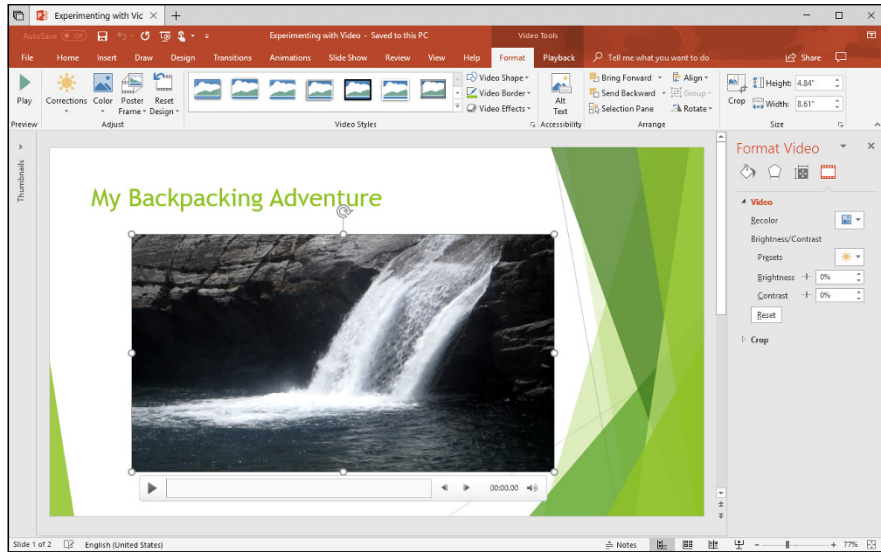 Experimenting with Vic
AutoSave Off
Experimenting with Video - Saved to this PC
Video Tools
File Home Insert Draw Design Transitions Animations Slide Show Review View Help Format Playback Tell me what you want to do Share
Play
Corrections
Color
Poster Frame
Reset Design
Video Shape
Video Border
Video Effects
Alt Text
Bring Forward
Send Backward
Selection Pane
Align
Group
Rotate
Crop
Height: 4.84"
Width: 8.61"
Preview Adjust Video Styles Accessibility Arrange Size
Thumbnails
My Backpacking Adventure
00:00.00
Format Video
Video
Recolor
Brightness/Contrast
Presets
Brightness 0%
Contrast 0%
Reset
Crop
Slide 1 of 2 English (United States) Notes 77%